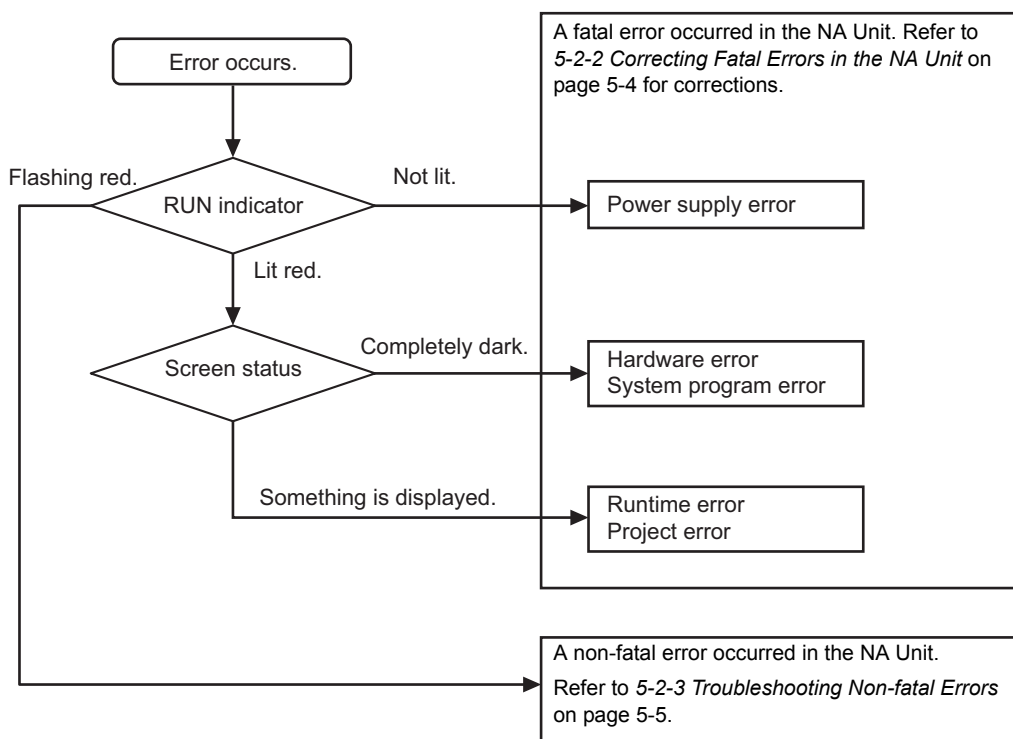 Error occurs.
A fatal error occurred in the NA Unit. Refer to
5-2-2 Correcting Fatal Errors in the NA Unit on
page 5-4 for corrections.
Flashing red.
RUN indicator
Not lit.
Power supply error
Lit red.
Screen status
Completely dark.
Hardware error
System program error
Something is displayed.
Runtime error
Project error
A non-fatal error occurred in the NA Unit.
Refer to 5-2-3 Troubleshooting Non-fatal Errors
on page 5-5.